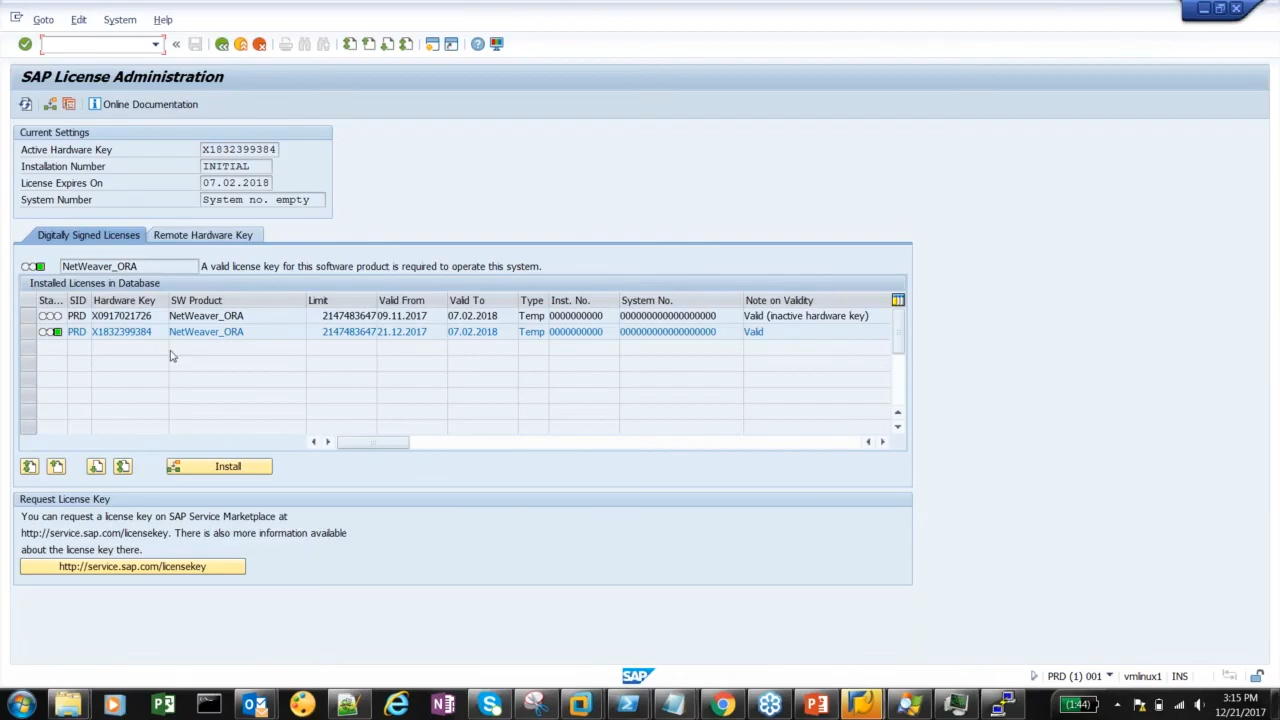 Goto Edit System Help
SAP License Administration
Online Documentation
Current Settings
Active Hardware Key X1832399384
Installation Number INITIAL
License Expires On 07.02.2018
System Number System no. empty
Digitally Signed Licenses Remote Hardware Key
NetWeaver_ORA A valid license key for this software product is required to operate this system.
Installed Licenses in Database
Sta... SID Hardware Key SW Product Limit Valid From Valid To Type Inst. No. System No. Note on Validity
PRD X0917021726 NetWeaver_ORA 2147483647 09.11.2017 07.02.2018 Temp 0000000000 000000000000000000 Valid (inactive hardware key)
PRD X1832399384 NetWeaver_ORA 2147483647 21.12.2017 07.02.2018 Temp 0000000000 000000000000000000 Valid
Install
Request License Key
You can request a license key on SAP Service Marketplace at
http://service.sap.com/licensekey. There is also more information available
about the license key there.
http://service.sap.com/licensekey
SAP
PRD (1) 001 vmlinux1 INS
(1:44)
3:15 PM
12/21/2017